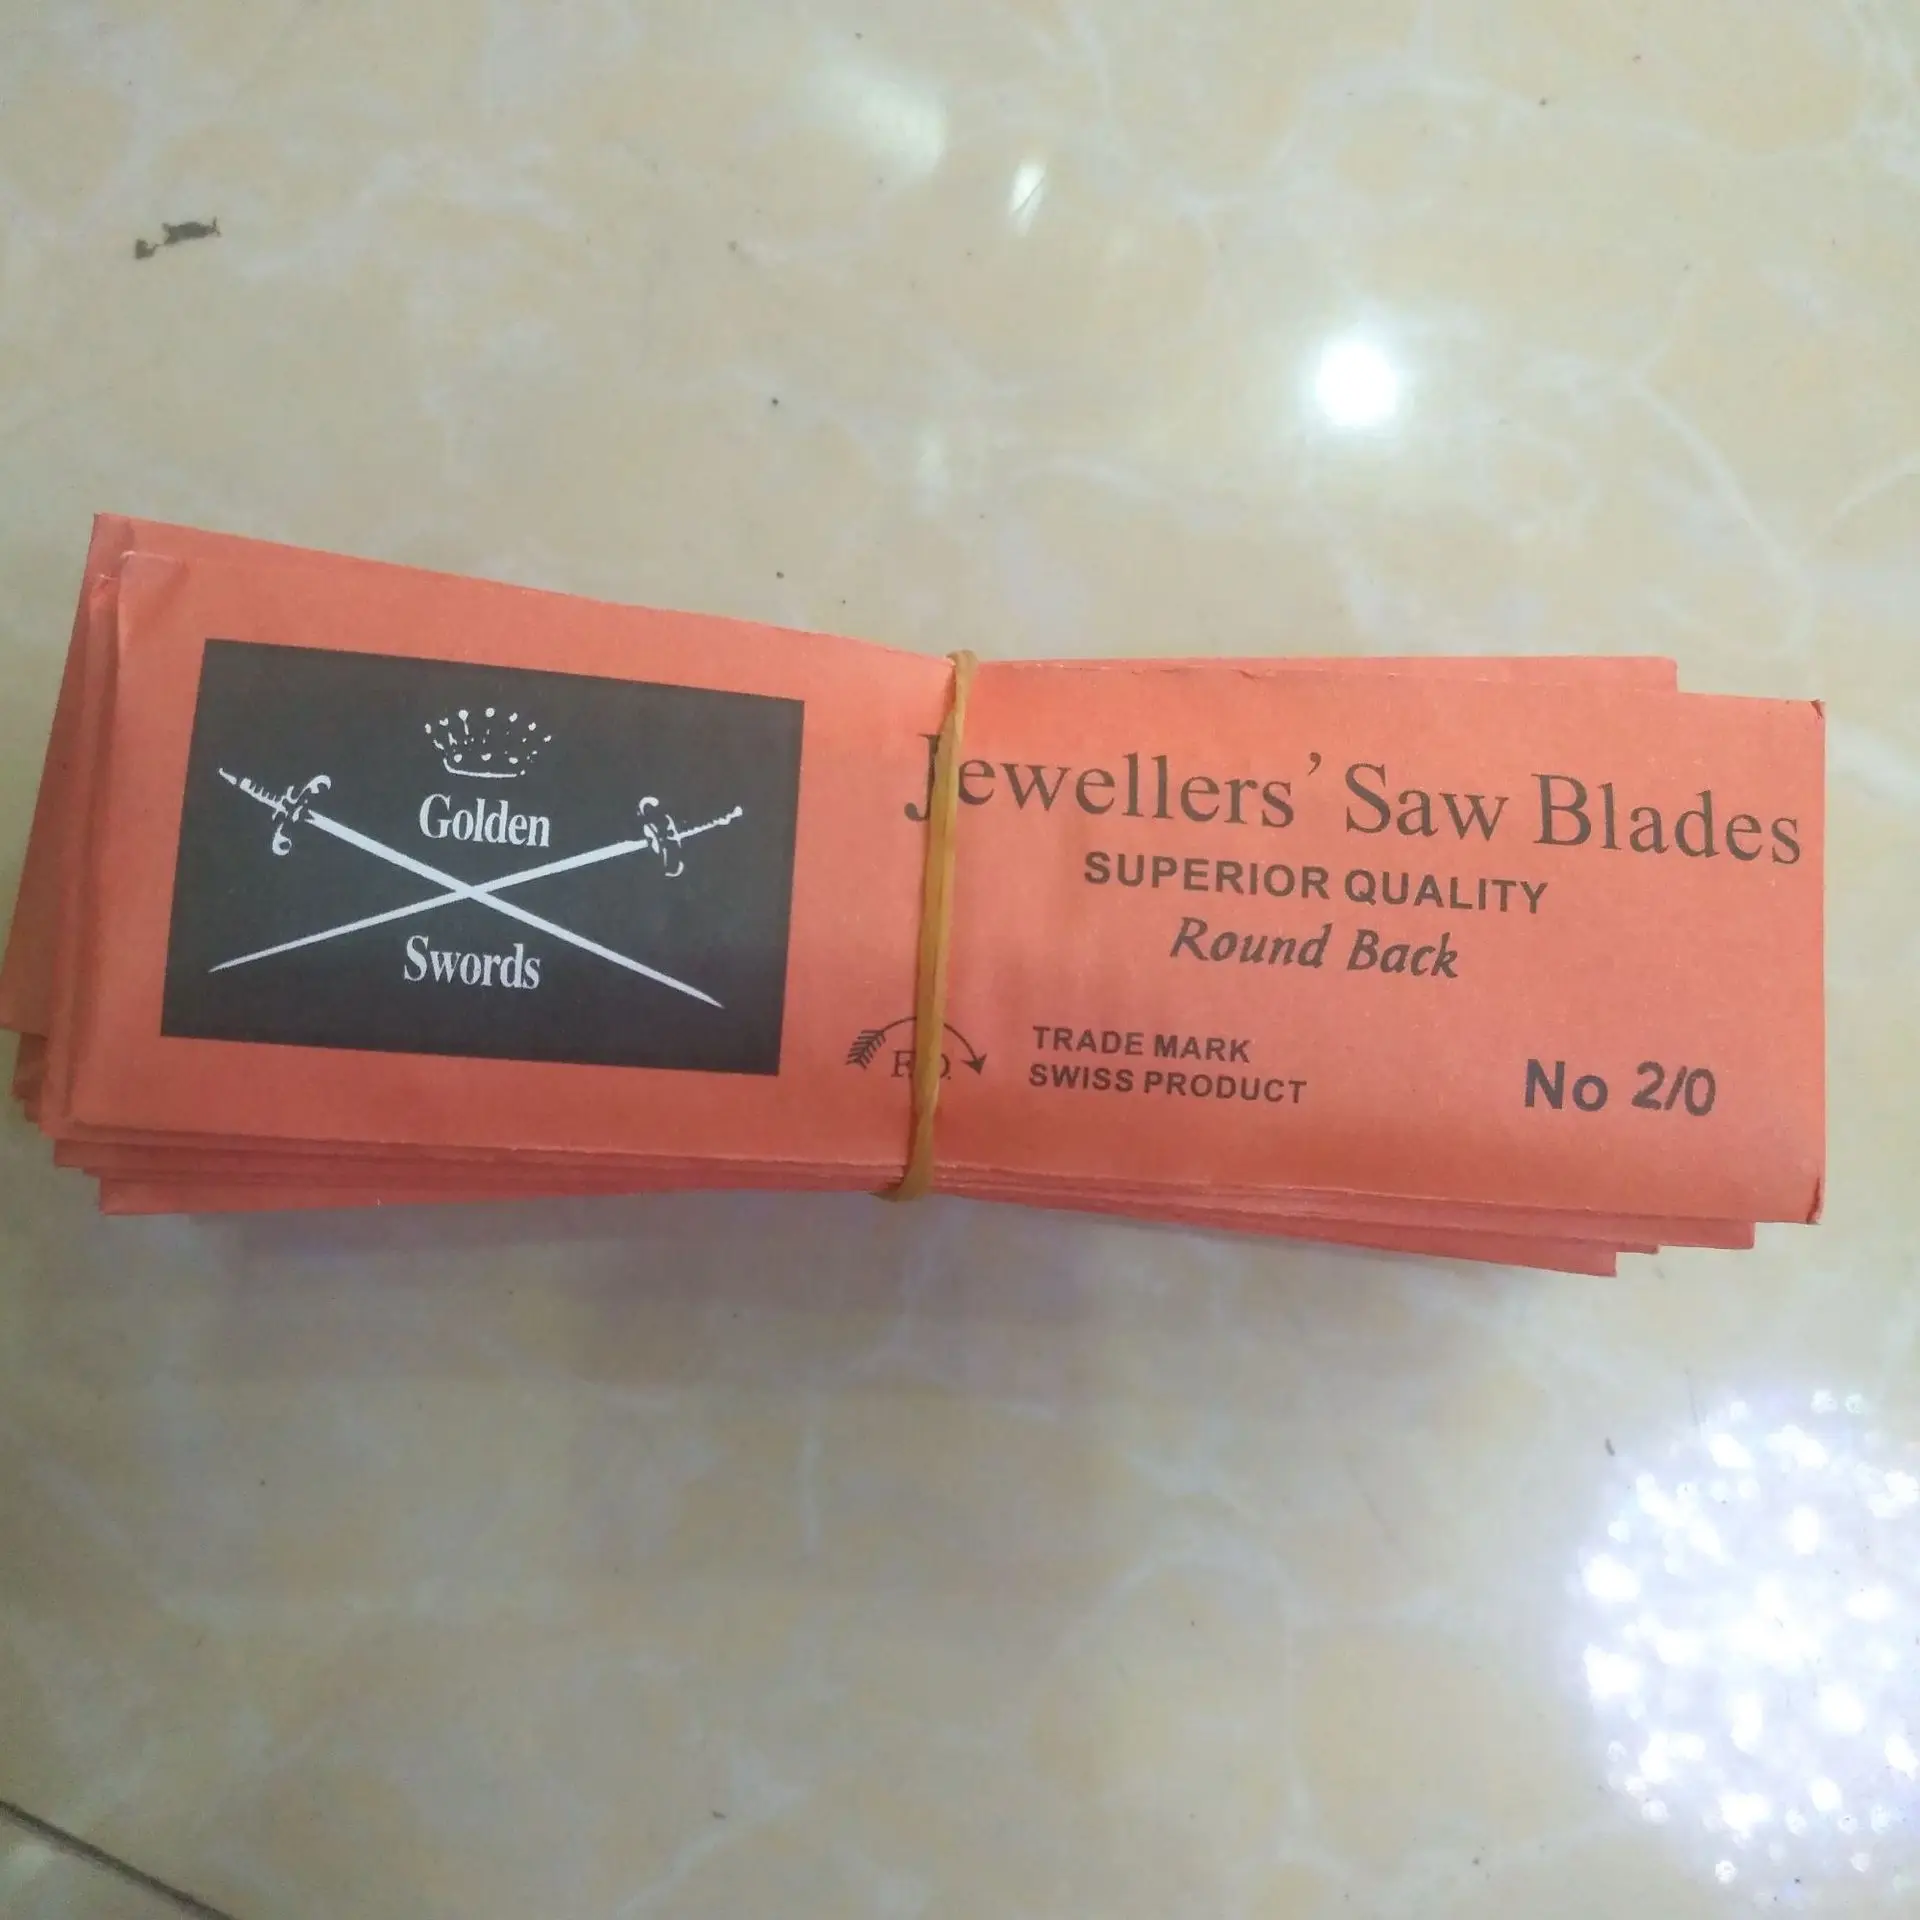 Golden
Swords
Jewellers' Saw Blades
SUPERIOR QUALITY
Round Back
TRADE MARK
SWISS PRODUCT
No 2/0